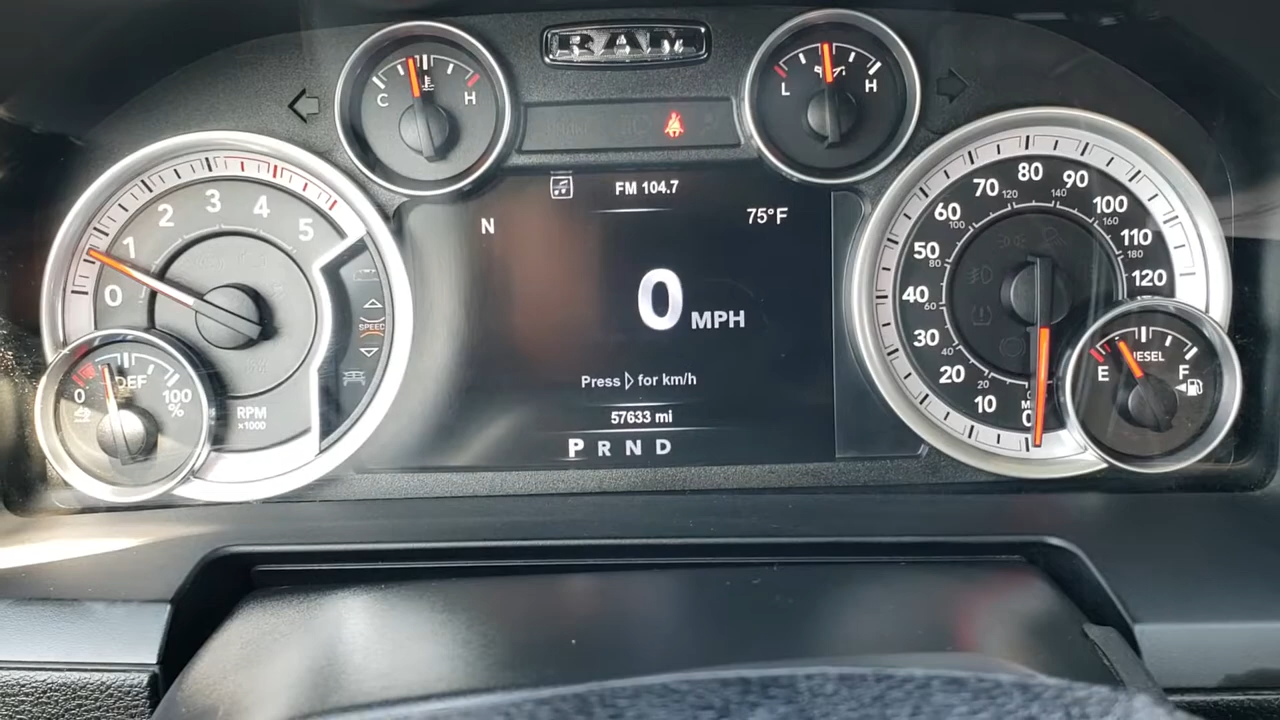 RAM
C H
L H
FM 104.7
N
75°F
0 MPH
Press ▷ for km/h
57633 mi
P R N D
0 1 2 3 4 5
RPM
x1000
DEF
0 100
%
SPEED
0 10 20 30 40 50 60 70 80 90 100 110 120
20 40 60 80 100 120 140 160 180
E F